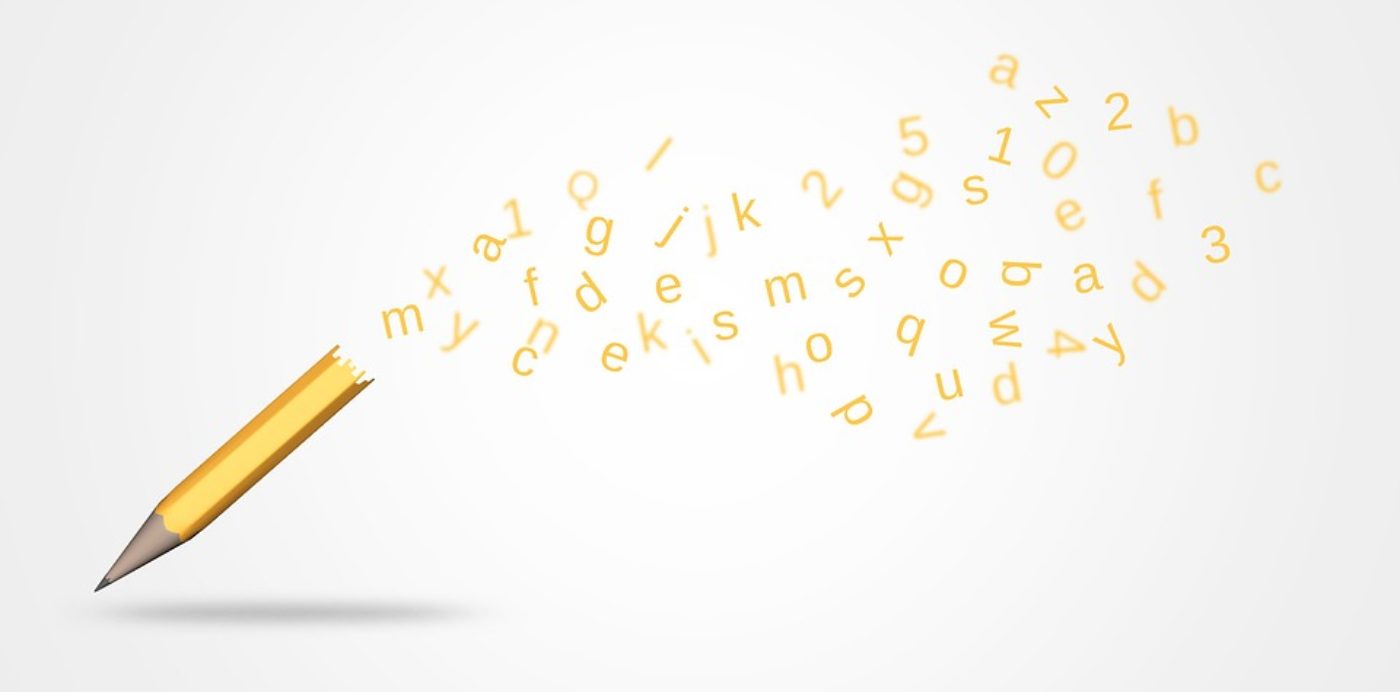 a z 2 b
5 1 0 c
1 g j j k 2 g s e f
a x 3
x f d e m s o q a d
m y n k i s q w 4 y
c e h o u d
p v